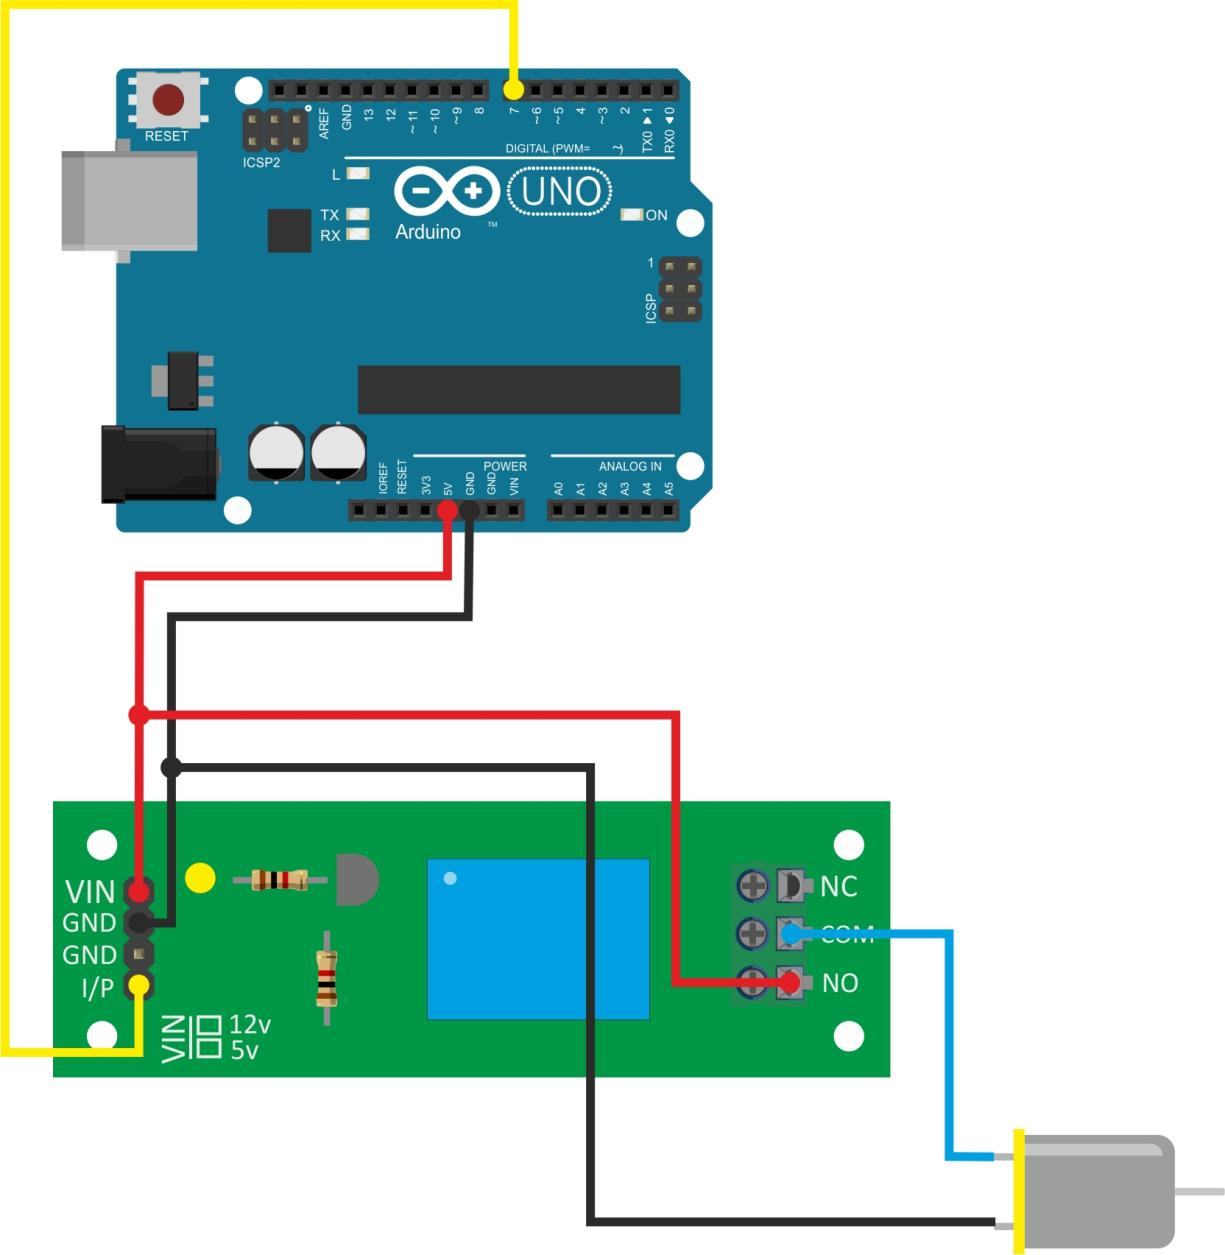 RESET
ICSP2
AREF
GND
13
12
~11
~10
~9
8
7
~6
~5
4
~3
2
TX0 ▶ 1
RX0 ◀ 0
DIGITAL (PWM= ~)
L
TX
RX
UNO
Arduino
TM
ON
1
ICSP
POWER
ANALOG IN
IOREF
RESET
3V3
5V
GND
GND
VIN
A0
A1
A2
A3
A4
A5
VIN
GND
GND
I/P
VIN
12v
5v
NC
COM
NO